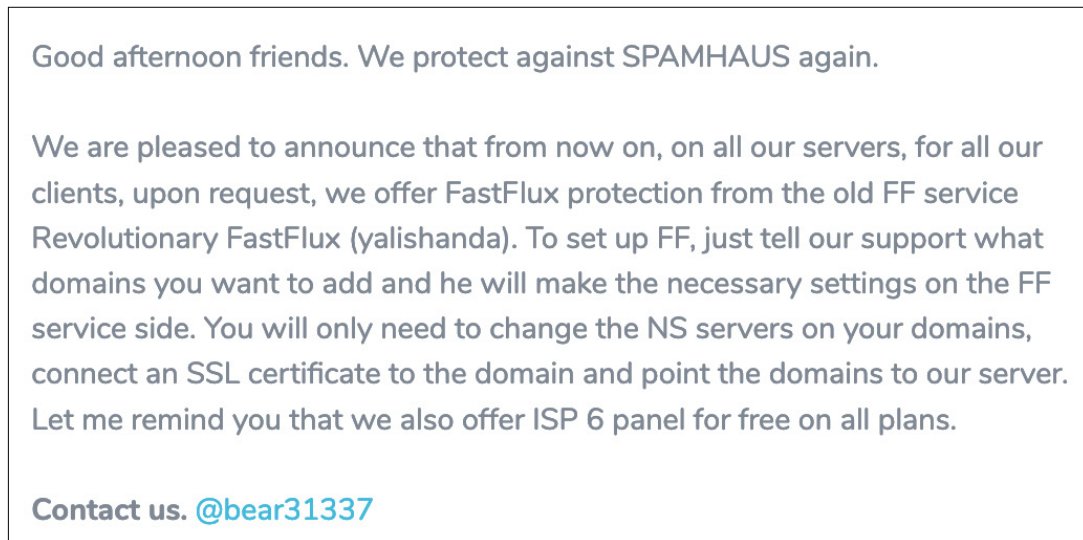 Good afternoon friends. We protect against SPAMHAUS again.
We are pleased to announce that from now on, on all our servers, for all our
clients, upon request, we offer FastFlux protection from the old FF service
Revolutionary FastFlux (yalishanda). To set up FF, just tell our support what
domains you want to add and he will make the necessary settings on the FF
service side. You will only need to change the NS servers on your domains,
connect an SSL certificate to the domain and point the domains to our server.
Let me remind you that we also offer ISP 6 panel for free on all plans.
Contact us. @bear31337